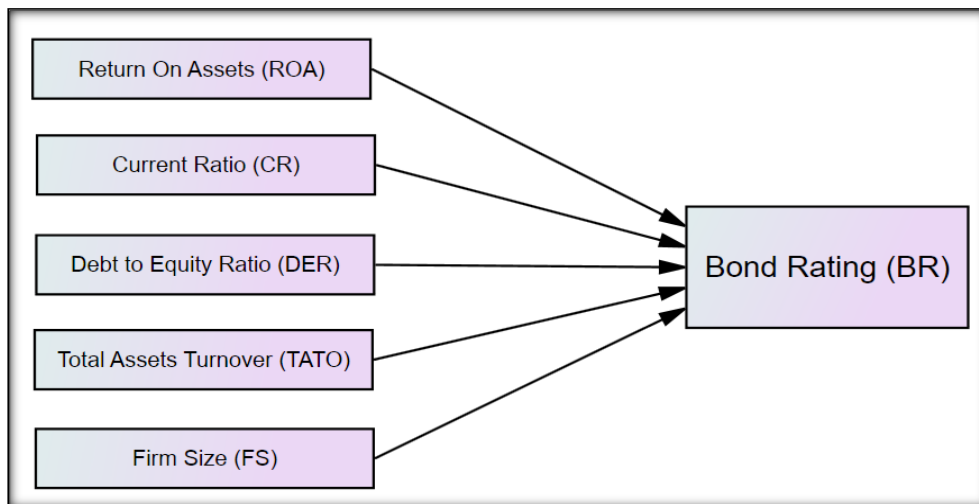 Return On Assets (ROA)
Current Ratio (CR)
Debt to Equity Ratio (DER)
Total Assets Turnover (TATO)
Firm Size (FS)
Bond Rating (BR)